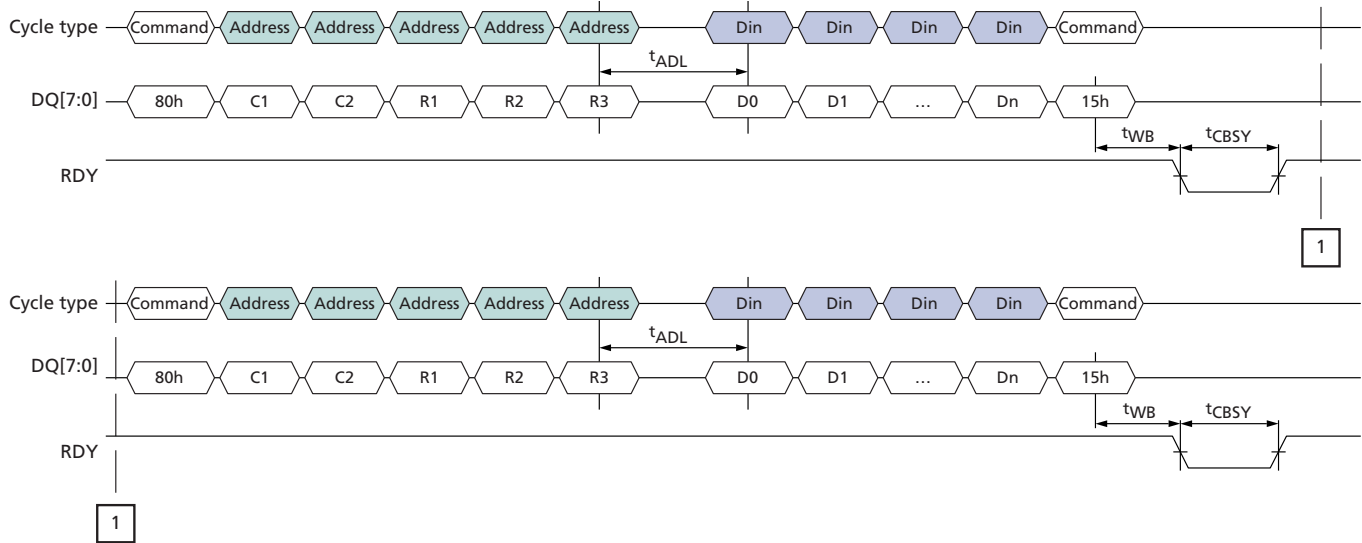 Cycle type Command Address Address Address Address Address Din Din Din Din Command
tADL
DQ[7:0] 80h C1 C2 R1 R2 R3 D0 D1 … Dn 15h
tWB tCBSY
RDY
1
Cycle type Command Address Address Address Address Address Din Din Din Din Command
tADL
DQ[7:0] 80h C1 C2 R1 R2 R3 D0 D1 … Dn 15h
tWB tCBSY
RDY
1